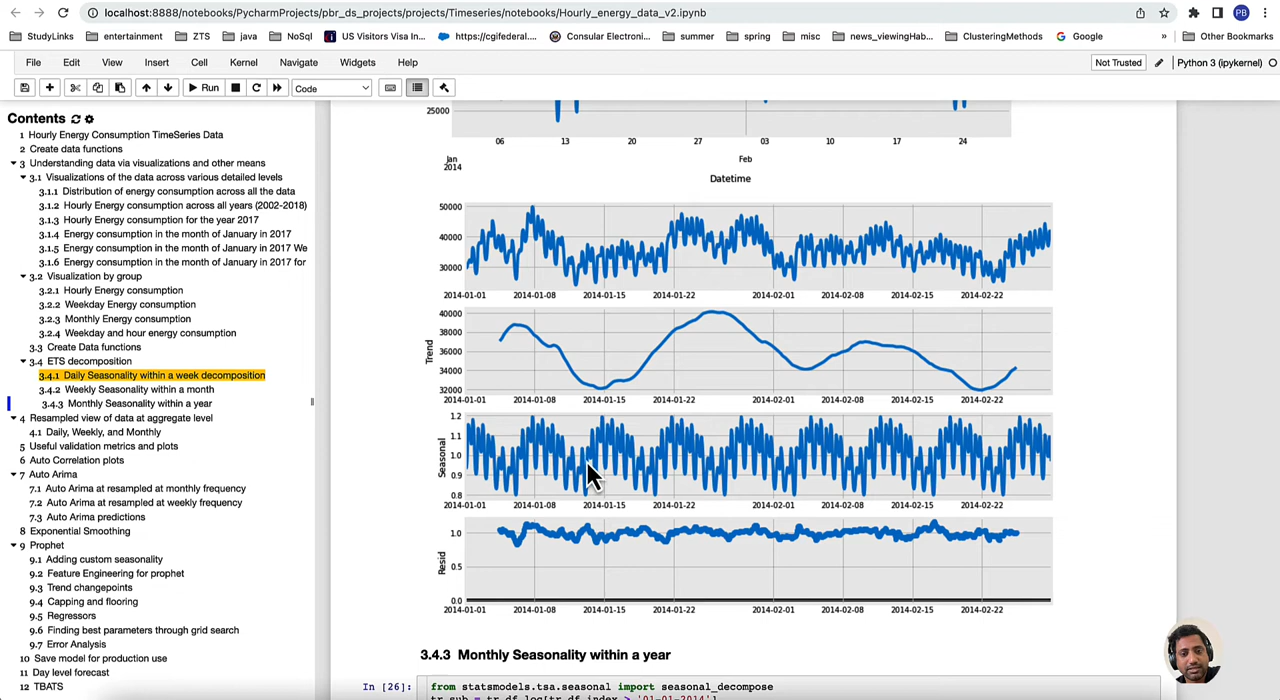 localhost:8888/notebooks/PycharmProjects/pbr_ds_projects/projects/Timeseries/notebooks/Hourly_energy_data_v2.ipynb
PB
StudyLinks entertainment ZTS java NoSql US Visitors Visa In... https://cgifederal.... Consular Electroni... summer spring misc news_viewingHab... ClusteringMethods Google » Other Bookmarks
File Edit View Insert Cell Kernel Navigate Widgets Help Not Trusted Python 3 (ipykernel)
Run Code
Contents
1 Hourly Energy Consumption TimeSeries Data
2 Create data functions
3 Understanding data via visualizations and other means
3.1 Visualizations of the data across various detailed levels
3.1.1 Distribution of energy consumption across all the data
3.1.2 Hourly Energy consumption across all years (2002-2018)
3.1.3 Hourly Energy consumption for the year 2017
3.1.4 Energy consumption in the month of January in 2017
3.1.5 Energy consumption in the month of January in 2017 We
3.1.6 Energy consumption in the month of January in 2017 for
3.2 Visualization by group
3.2.1 Hourly Energy consumption
3.2.2 Weekday Energy consumption
3.2.3 Monthly Energy consumption
3.2.4 Weekday and hour energy consumption
3.3 Create Data functions
3.4 ETS decomposition
3.4.1 Daily Seasonality within a week decomposition
3.4.2 Weekly Seasonality within a month
3.4.3 Monthly Seasonality within a year
4 Resampled view of data at aggregate level
4.1 Daily, Weekly, and Monthly
5 Useful validation metrics and plots
6 Auto Correlation plots
7 Auto Arima
7.1 Auto Arima at resampled at monthly frequency
7.2 Auto Arima at resampled at weekly frequency
7.3 Auto Arima predictions
8 Exponential Smoothing
9 Prophet
9.1 Adding custom seasonality
9.2 Feature Engineering for prophet
9.3 Trend changepoints
9.4 Capping and flooring
9.5 Regressors
9.6 Finding best parameters through grid search
9.7 Error Analysis
10 Save model for production use
11 Day level forecast
12 TBATS
25000
06 13 20 27 03 10 17 24
Jan Feb
2014
Datetime
50000
40000
30000
2014-01-01 2014-01-08 2014-01-15 2014-01-22 2014-02-01 2014-02-08 2014-02-15 2014-02-22
40000
38000
Trend
36000
34000
32000
2014-01-01 2014-01-08 2014-01-15 2014-01-22 2014-02-01 2014-02-08 2014-02-15 2014-02-22
1.2
1.1
Seasonal
1.0
0.9
0.8
2014-01-01 2014-01-08 2014-01-15 2014-01-22 2014-02-01 2014-02-08 2014-02-15 2014-02-22
1.0
Resid
0.5
0.0
2014-01-01 2014-01-08 2014-01-15 2014-01-22 2014-02-01 2014-02-08 2014-02-15 2014-02-22
3.4.3 Monthly Seasonality within a year
In [26]: from statsmodels.tsa.seasonal import seasonal_decompose
tr_sub = tr_df.log[tr_df.index > '01-01-2014']